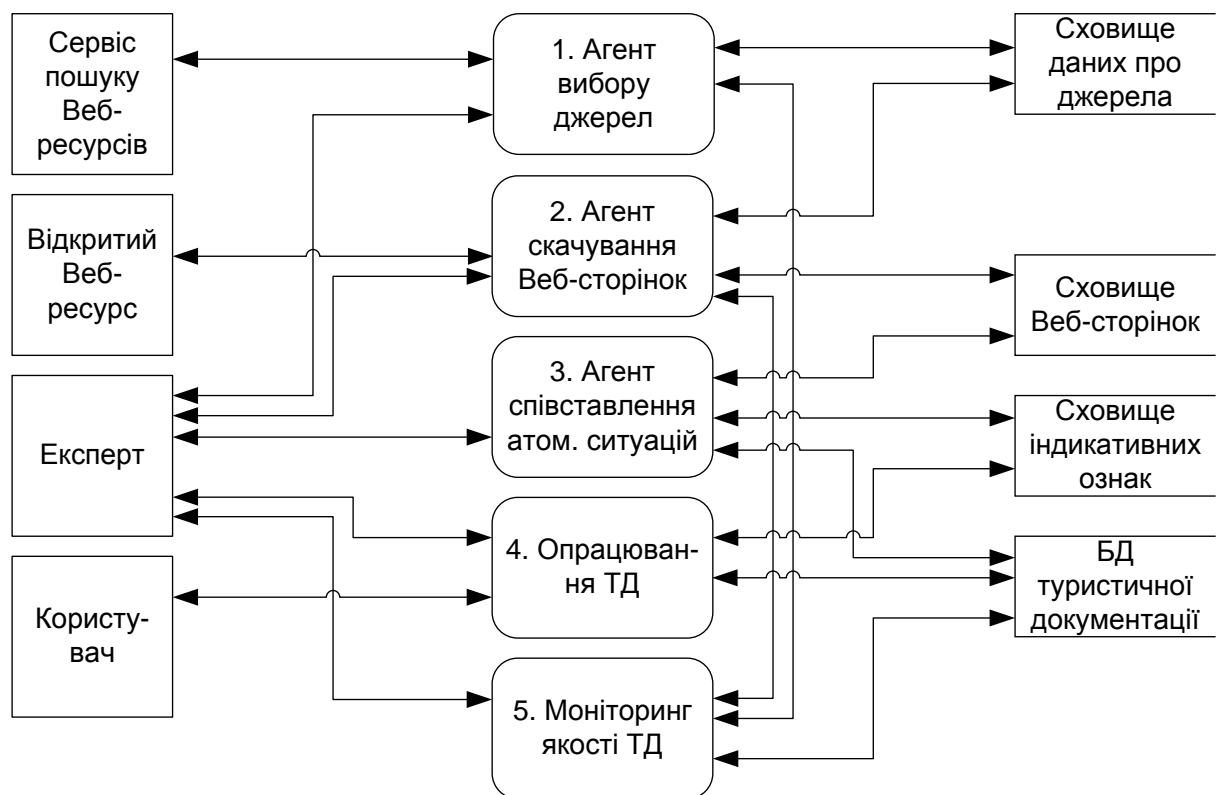 Сервіс
пошуку
Веб-
ресурсів
Відкритий
Веб-
ресурс
Експерт
Користу-
вач
1. Агент
вибору
джерел
2. Агент
скачування
Веб-сторінок
3. Агент
співставлення
атом. ситуацій
4. Опрацюван-
ня ТД
5. Моніторинг
якості ТД
Сховище
даних про
джерела
Сховище
Веб-сторінок
Сховище
індикативних
ознак
БД
туристичної
документації